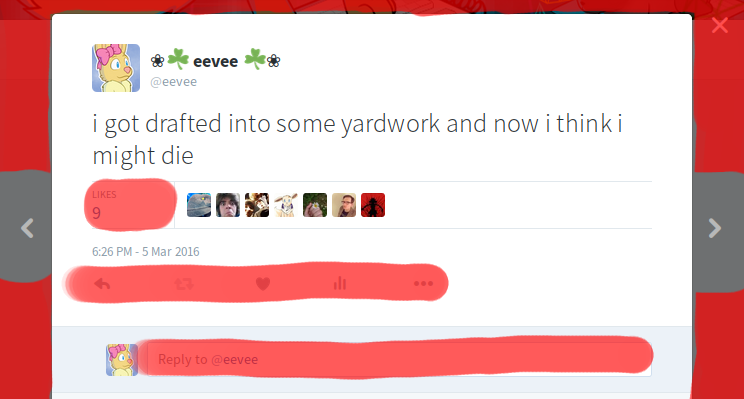 ❀☘ eevee ☘❀
@eevee
i got drafted into some yardwork and now i think i
might die
LIKES
9
6:26 PM - 5 Mar 2016
Reply to @eevee